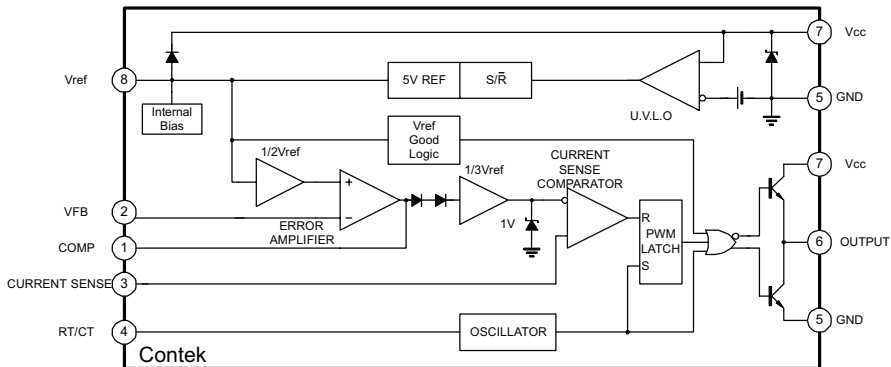 7 Vcc
Vref 8
5V REF S/R̅
5 GND
Internal
Bias
U.V.L.O
Vref
Good
Logic
1/2Vref
7 Vcc
1/3Vref
CURRENT
SENSE
COMPARATOR
+
−
VFB 2
ERROR
AMPLIFIER
1V
R
PWM
LATCH
S
COMP 1
6 OUTPUT
CURRENT SENSE 3
5 GND
RT/CT 4
OSCILLATOR
Contek